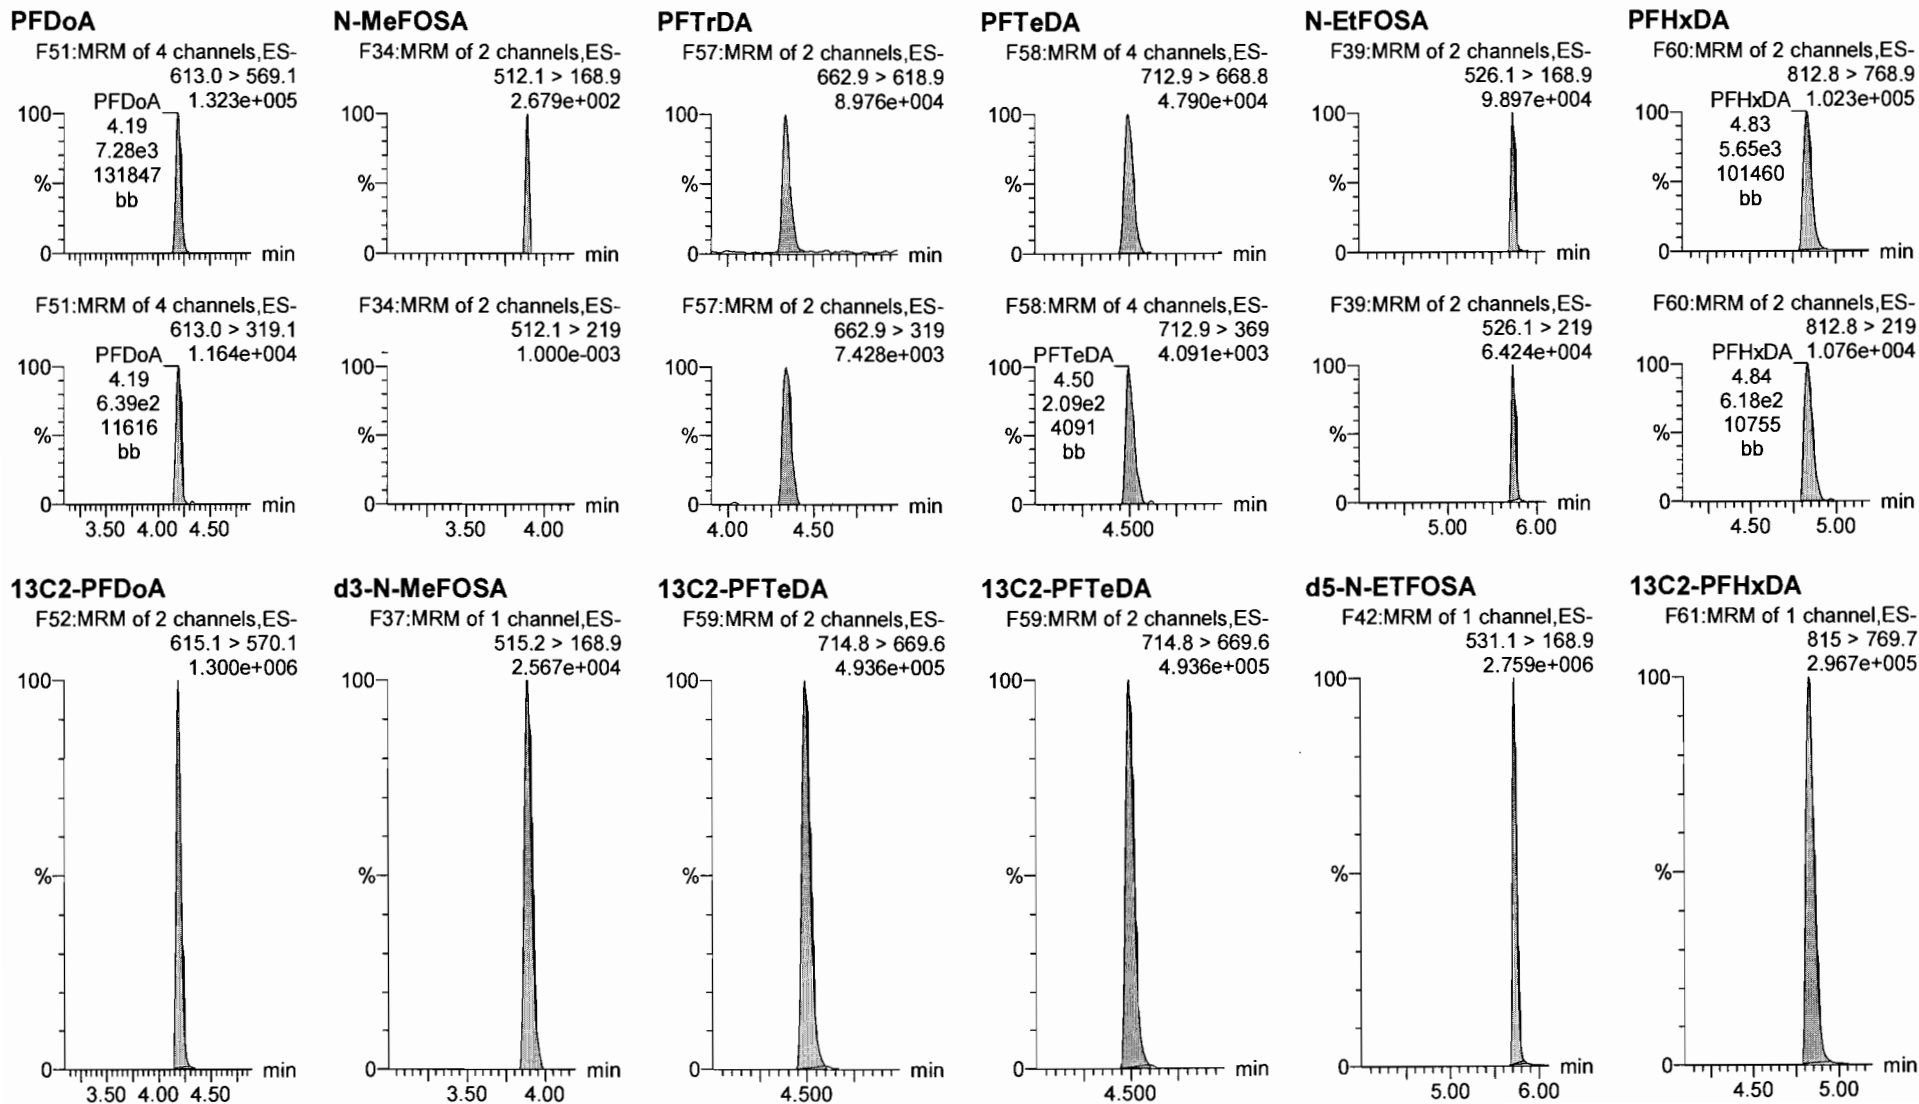 PFDoA
F51:MRM of 4 channels,ES-
613.0 > 569.1
1.323e+005
PFDoA
4.19
7.28e3
131847
bb
100
%
0
min
N-MeFOSA
F34:MRM of 2 channels,ES-
512.1 > 168.9
2.679e+002
100
%
0
min
PFTrDA
F57:MRM of 2 channels,ES-
662.9 > 618.9
8.976e+004
100
%
0
min
PFTeDA
F58:MRM of 4 channels,ES-
712.9 > 668.8
4.790e+004
100
%
0
min
N-EtFOSA
F39:MRM of 2 channels,ES-
526.1 > 168.9
9.897e+004
100
%
0
min
PFHxDA
F60:MRM of 2 channels,ES-
812.8 > 768.9
1.023e+005
PFHxDA
4.83
5.65e3
101460
bb
100
%
0
min
F51:MRM of 4 channels,ES-
613.0 > 319.1
1.164e+004
PFDoA
4.19
6.39e2
11616
bb
100
%
0
min
3.50 4.00 4.50
F34:MRM of 2 channels,ES-
512.1 > 219
1.000e-003
100
%
0
min
3.50 4.00
F57:MRM of 2 channels,ES-
662.9 > 319
7.428e+003
100
%
0
min
4.00 4.50
F58:MRM of 4 channels,ES-
712.9 > 369
4.091e+003
PFTeDA
4.50
2.09e2
4091
bb
100
%
0
min
4.500
F39:MRM of 2 channels,ES-
526.1 > 219
6.424e+004
100
%
0
min
5.00 6.00
F60:MRM of 2 channels,ES-
812.8 > 219
1.076e+004
PFHxDA
4.84
6.18e2
10755
bb
100
%
0
min
4.50 5.00
13C2-PFDoA
F52:MRM of 2 channels,ES-
615.1 > 570.1
1.300e+006
100
%
0
min
3.50 4.00 4.50
d3-N-MeFOSA
F37:MRM of 1 channel,ES-
515.2 > 168.9
2.567e+004
100
%
0
min
3.50 4.00
13C2-PFTeDA
F59:MRM of 2 channels,ES-
714.8 > 669.6
4.936e+005
100
%
0
min
4.500
13C2-PFTeDA
F59:MRM of 2 channels,ES-
714.8 > 669.6
4.936e+005
100
%
0
min
4.500
d5-N-ETFOSA
F42:MRM of 1 channel,ES-
531.1 > 168.9
2.759e+006
100
%
0
min
5.00 6.00
13C2-PFHxDA
F61:MRM of 1 channel,ES-
815 > 769.7
2.967e+005
100
%
0
min
4.50 5.00